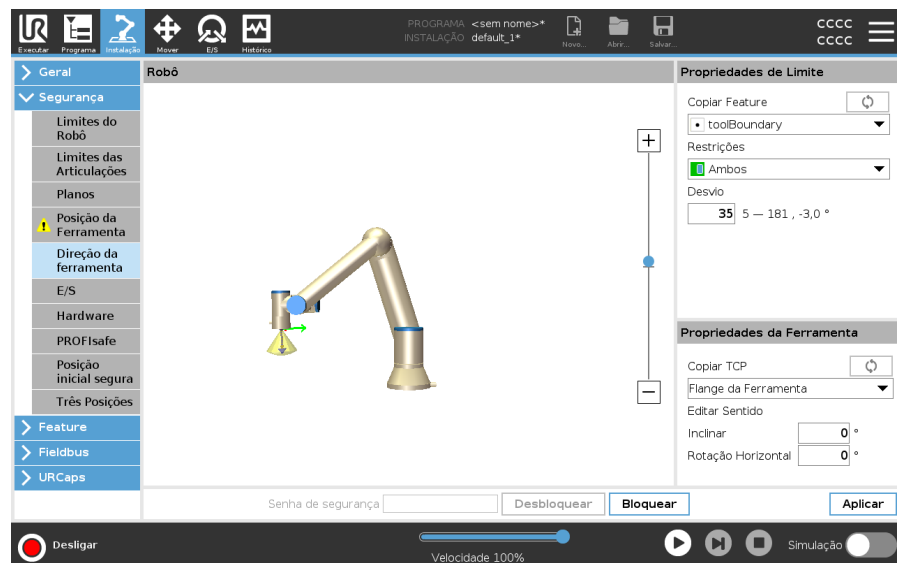 PROGRAMA <sem nome>*
INSTALAÇÃO default_1*
Executar Programa Instalação Mover E/S Histórico Novo... Abrir... Salvar...
CCCC
CCCC
Geral
Segurança
Limites do
Robô
Limites das
Articulações
Planos
Posição da
Ferramenta
Direção da
ferramenta
E/S
Hardware
PROFIsafe
Posição
inicial segura
Três Posições
Feature
Fieldbus
URCaps
Robô
+
−
Propriedades de Limite
Copiar Feature
toolBoundary
Restrições
Ambos
Desvio
35 5 — 181 , -3,0 °
Propriedades da Ferramenta
Copiar TCP
Flange da Ferramenta
Editar Sentido
Inclinar 0 °
Rotação Horizontal 0 °
Senha de segurança Desbloquear Bloquear Aplicar
Desligar
Velocidade 100%
Simulação